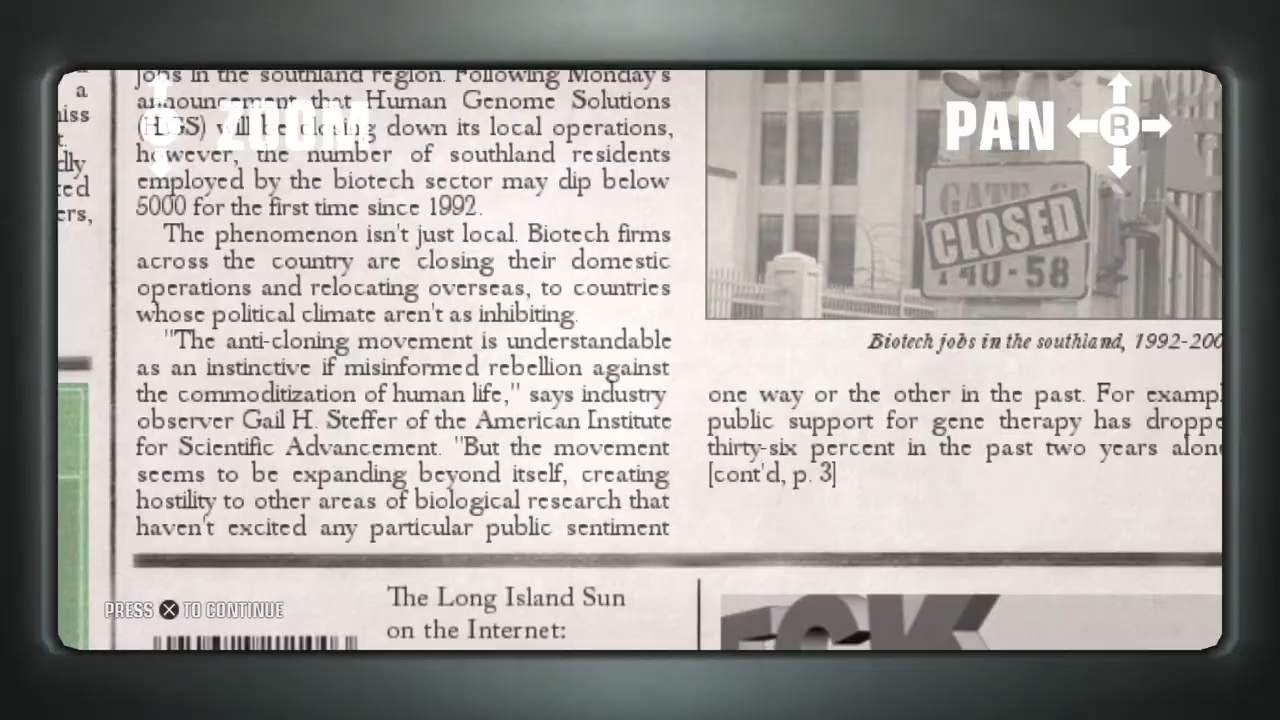 ZOOM
PAN
R
a
niss
t.
dly
ted
ers,
jobs in the southland region. Following Monday's
announcement that Human Genome Solutions
(HGS) will be closing down its local operations,
however, the number of southland residents
employed by the biotech sector may dip below
5000 for the first time since 1992.
The phenomenon isn't just local. Biotech firms
across the country are closing their domestic
operations and relocating overseas, to countries
whose political climate aren't as inhibiting.
"The anti-cloning movement is understandable
as an instinctive if misinformed rebellion against
the commoditization of human life," says industry
observer Gail H. Steffer of the American Institute
for Scientific Advancement. "But the movement
seems to be expanding beyond itself, creating
hostility to other areas of biological research that
haven't excited any particular public sentiment
GATE
CLOSED
140-58
Biotech jobs in the southland, 1992-200
one way or the other in the past. For exampl
public support for gene therapy has droppe
thirty-six percent in the past two years alon
[cont'd, p. 3]
PRESS X TO CONTINUE
The Long Island Sun
on the Internet: